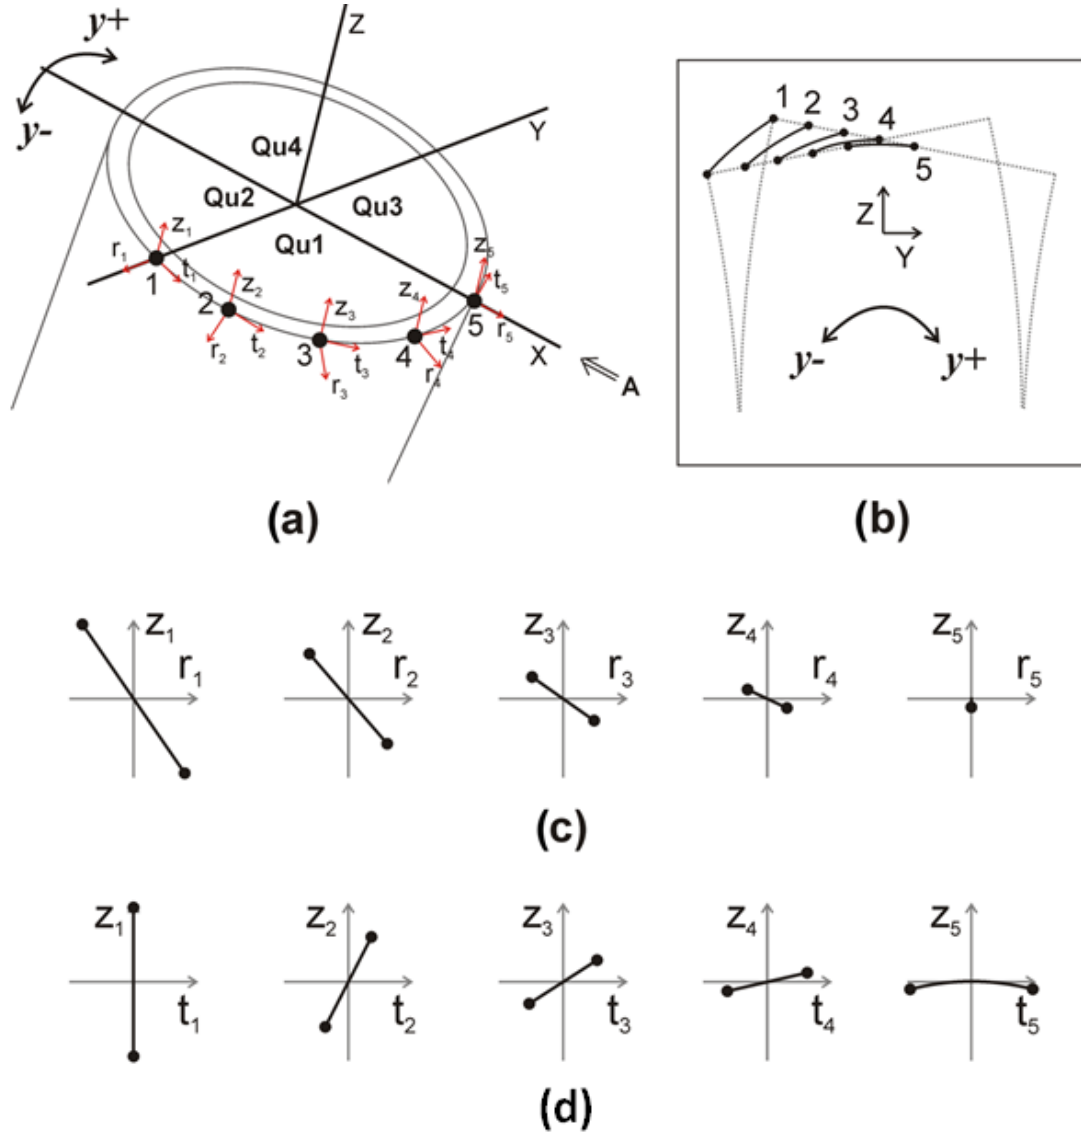 y+
y-
Z
Y
X
A
Qu4
Qu2
Qu3
Qu1
z₁
r₁
t₁
1
z₂
2
r₂
t₂
z₃
3
r₃
t₃
z₄
4
r₄
t₄
z₅
t₅
5
r₅
(a)
1 2 3 4
5
Z
Y
y- y+
(b)
z₁ z₂ z₃ z₄ z₅
r₁ r₂ r₃ r₄ r₅
(c)
z₁ z₂ z₃ z₄ z₅
t₁ t₂ t₃ t₄ t₅
(d)